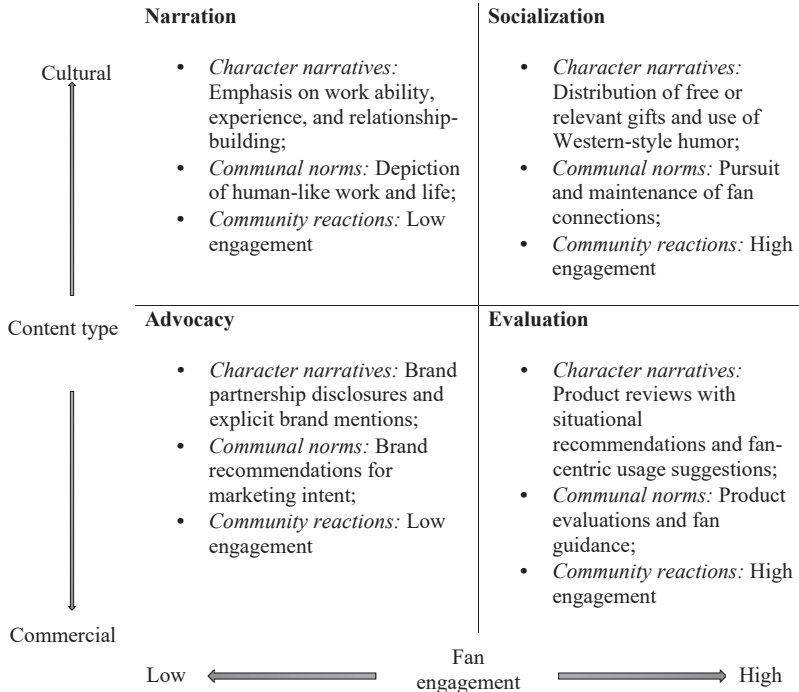 Narration
Socialization
Cultural
• Character narratives:
Emphasis on work ability,
experience, and relationship-
building;
• Communal norms: Depiction
of human-like work and life;
• Community reactions: Low
engagement
• Character narratives:
Distribution of free or
relevant gifts and use of
Western-style humor;
• Communal norms: Pursuit
and maintenance of fan
connections;
• Community reactions: High
engagement
Content type
Advocacy
Evaluation
• Character narratives: Brand
partnership disclosures and
explicit brand mentions;
• Communal norms: Brand
recommendations for
marketing intent;
• Community reactions: Low
engagement
• Character narratives:
Product reviews with
situational
recommendations and fan-
centric usage suggestions;
• Communal norms: Product
evaluations and fan
guidance;
• Community reactions: High
engagement
Commercial
Low
Fan
engagement
High